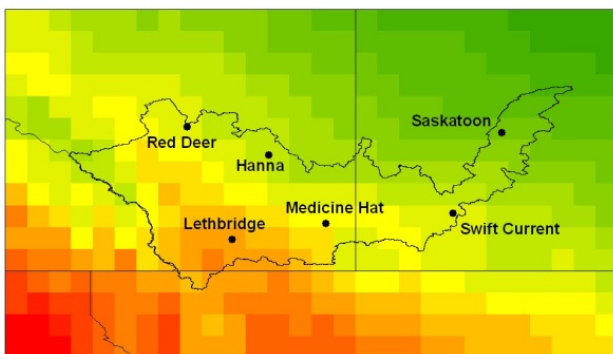 Saskatoon
Red Deer
Hanna
Medicine Hat
Lethbridge
Swift Current